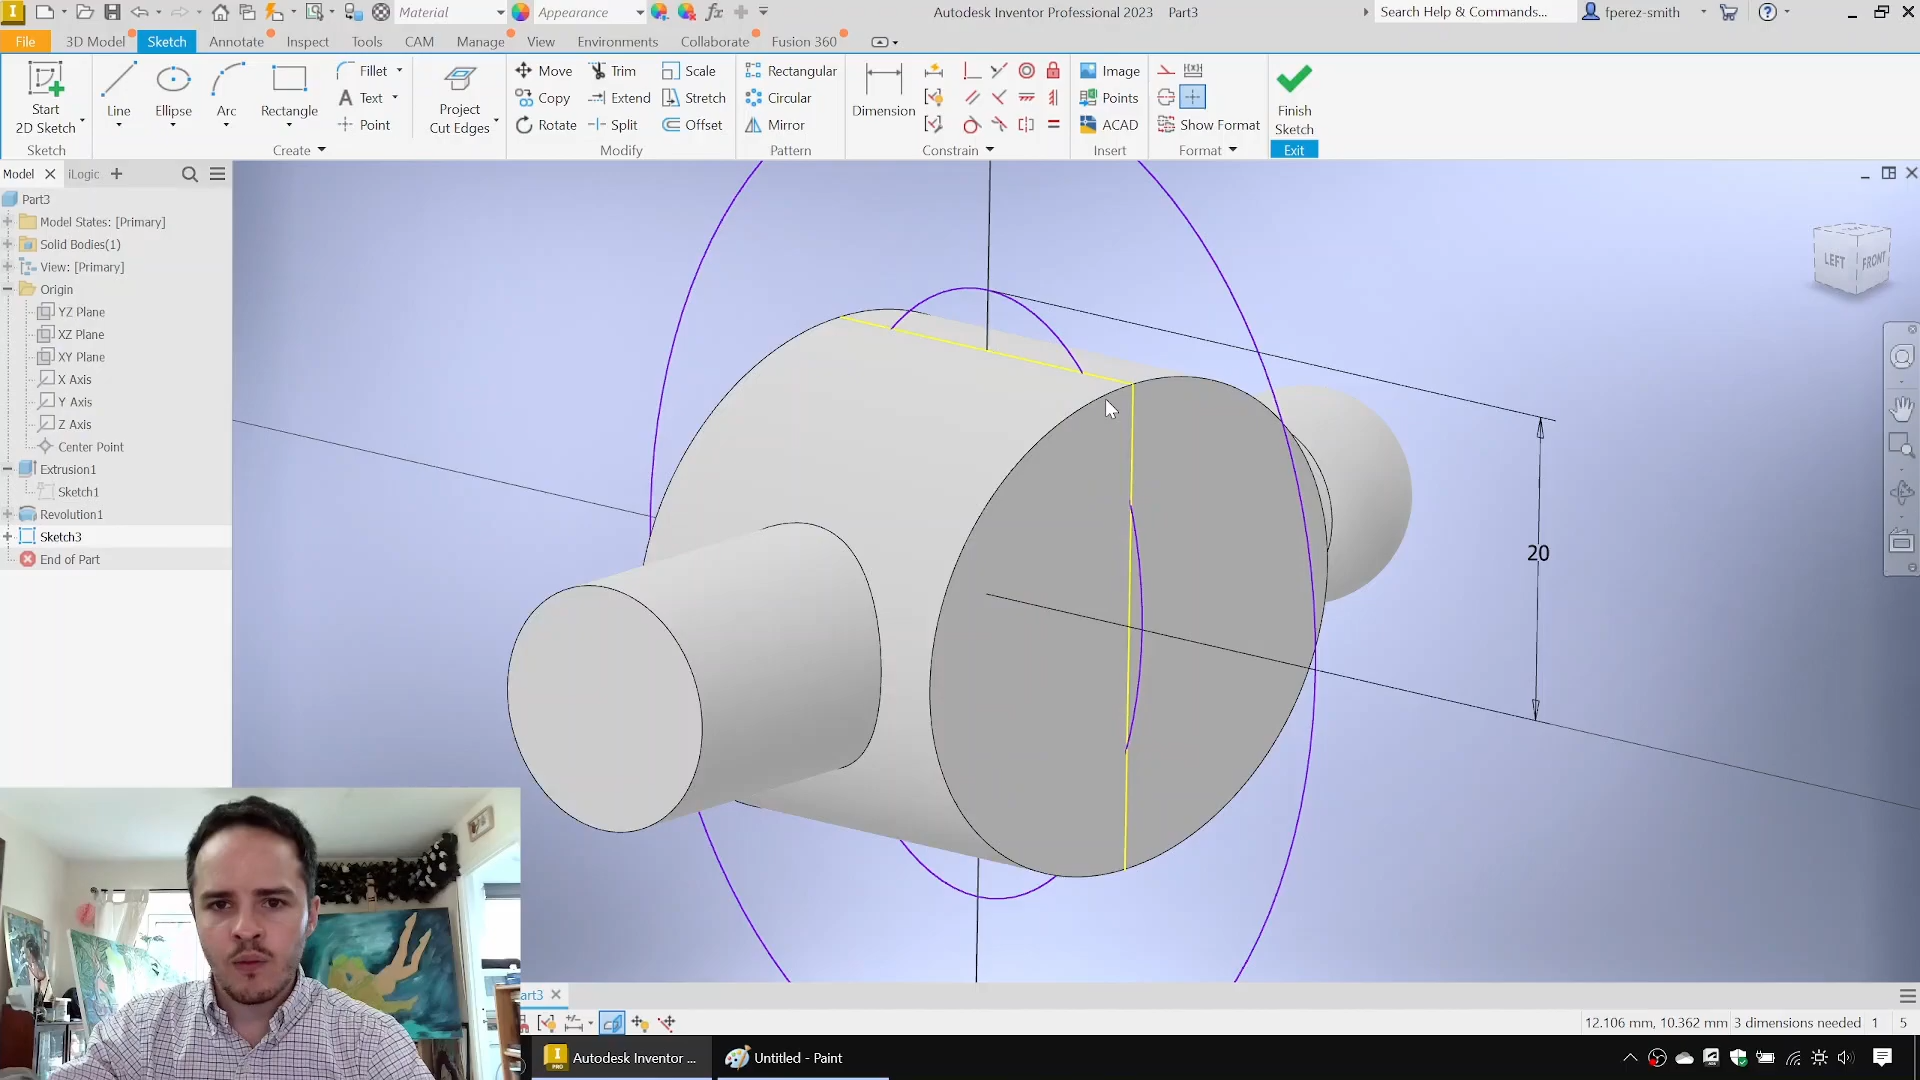 Material
Appearance
fx
Autodesk Inventor Professional 2023 Part3
Search Help & Commands...
fperez-smith
File
3D Model
Sketch
Annotate
Inspect
Tools
CAM
Manage
View
Environments
Collaborate
Fusion 360
Start
2D Sketch
Sketch
Line
Ellipse
Arc
Rectangle
Fillet
Text
Point
Create
Project
Cut Edges
Move
Copy
Rotate
Trim
Extend
Split
Scale
Stretch
Offset
Modify
Rectangular
Circular
Mirror
Pattern
Dimension
Constrain
Image
Points
ACAD
Insert
Show Format
Format
Finish
Sketch
Exit
Model
iLogic
Part3
Model States: [Primary]
Solid Bodies(1)
View: [Primary]
Origin
YZ Plane
XZ Plane
XY Plane
X Axis
Y Axis
Z Axis
Center Point
Extrusion1
Sketch1
Revolution1
Sketch3
End of Part
LEFT
FRONT
20
art3
12.106 mm, 10.362 mm 3 dimensions needed 1 5
Autodesk Inventor ...
Untitled - Paint